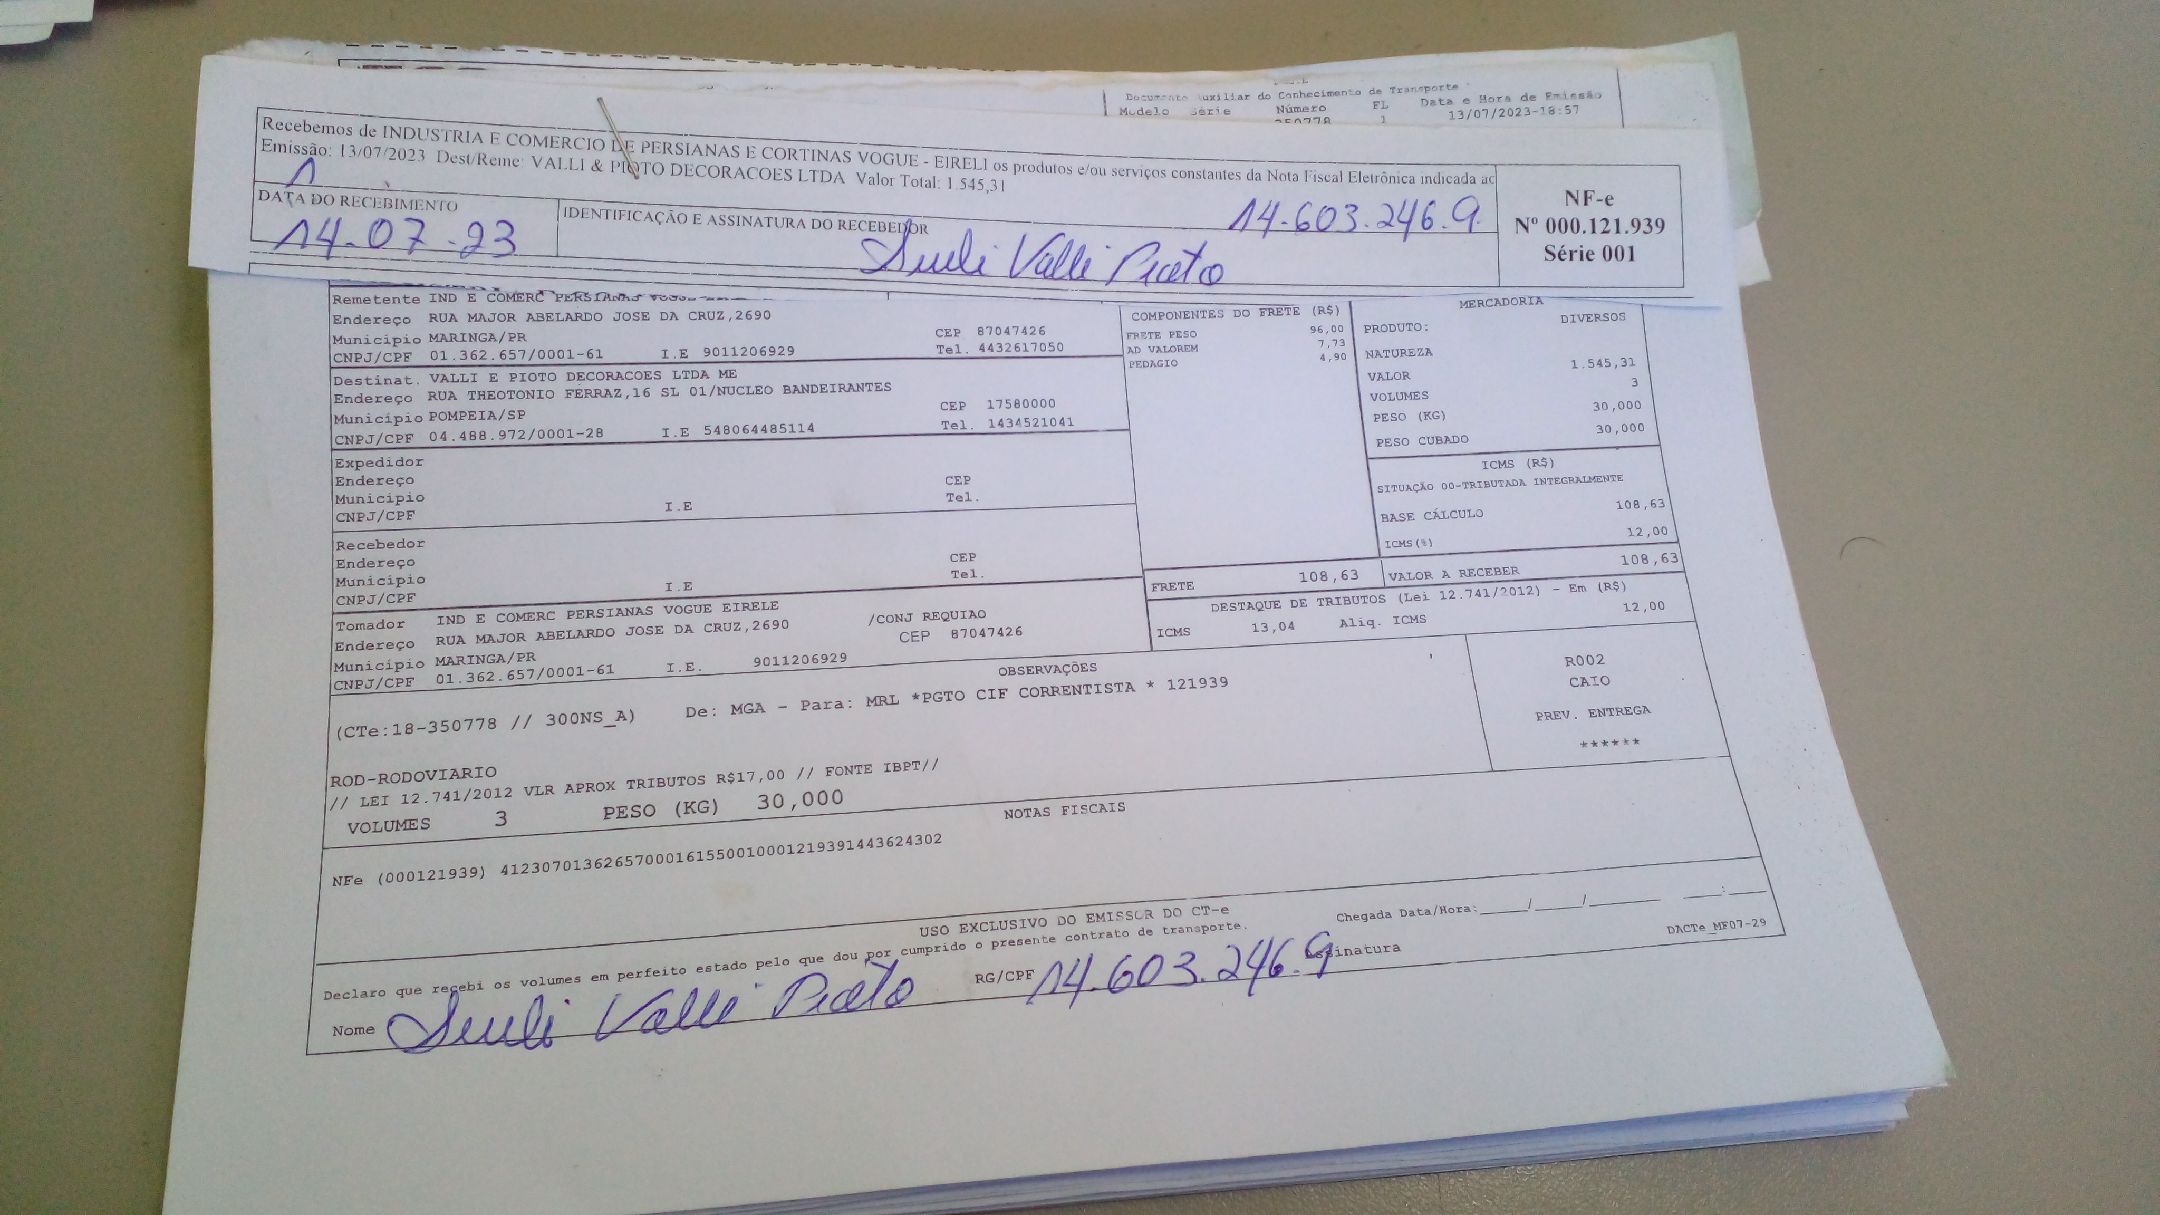 Documento Auxiliar do Conhecimento de Transporte
Modelo Série Número FL Data e Hora de Emissão
350778 1 13/07/2023-18:57
Recebemos de INDUSTRIA E COMERCIO DE PERSIANAS E CORTINAS VOGUE - EIRELI os produtos e/ou serviços constantes da Nota Fiscal Eletrônica indicada ac
Emissão: 13/07/2023 Dest/Reme: VALLI & PIOTO DECORACOES LTDA Valor Total: 1.545,31
DATA DO RECEBIMENTO
14-07-23
IDENTIFICAÇÃO E ASSINATURA DO RECEBEDOR
14.603.246.9
NF-e
Nº 000.121.939
Série 001
Remetente IND E COMERC PERSIANAS
Endereço RUA MAJOR ABELARDO JOSE DA CRUZ,2690
Município MARINGA/PR CEP 87047426
CNPJ/CPF 01.362.657/0001-61 I.E 9011206929 Tel. 4432617050
Destinat. VALLI E PIOTO DECORACOES LTDA ME
Endereço RUA THEOTONIO FERRAZ,16 SL 01/NUCLEO BANDEIRANTES
Município POMPEIA/SP CEP 17580000
CNPJ/CPF 04.488.972/0001-28 I.E 548064485114 Tel. 1434521041
Expedidor
Endereço CEP
Município Tel.
CNPJ/CPF I.E
Recebedor
Endereço CEP
Município Tel.
CNPJ/CPF I.E
Tomador IND E COMERC PERSIANAS VOGUE EIRELE
Endereço RUA MAJOR ABELARDO JOSE DA CRUZ,2690 /CONJ REQUIAO
Município MARINGA/PR CEP 87047426
CNPJ/CPF 01.362.657/0001-61 I.E. 9011206929
COMPONENTES DO FRETE (R$)
FRETE PESO 96,00
AD VALOREM 7,73
PEDAGIO 4,90
MERCADORIA
PRODUTO: DIVERSOS
NATUREZA
VALOR 1.545,31
VOLUMES 3
PESO (KG) 30,000
PESO CUBADO 30,000
ICMS (R$)
SITUAÇÃO 00-TRIBUTADA INTEGRALMENTE
BASE CÁLCULO 108,63
ICMS(%) 12,00
FRETE 108,63 VALOR A RECEBER 108,63
DESTAQUE DE TRIBUTOS (Lei 12.741/2012) - Em (R$)
ICMS 13,04 Aliq. ICMS 12,00
OBSERVAÇÕES
(CTe:18-350778 // 300NS_A) De: MGA - Para: MRL *PGTO CIF CORRENTISTA * 121939
ROD-RODOVIARIO
// LEI 12.741/2012 VLR APROX TRIBUTOS R$17,00 // FONTE IBPT//
VOLUMES 3 PESO (KG) 30,000
R002
CAIO
PREV. ENTREGA
******
NOTAS FISCAIS
NFe (000121939) 41230701362657000161550010001219391443624302
USO EXCLUSIVO DO EMISSOR DO CT-e
Declaro que recebi os volumes em perfeito estado pelo que dou por cumprido o presente contrato de transporte.
Chegada Data/Hora:_____/_____/_______ ____:____
Nome Valli RG/CPF 14.603.246.9 Assinatura
DACTe_MF07-29